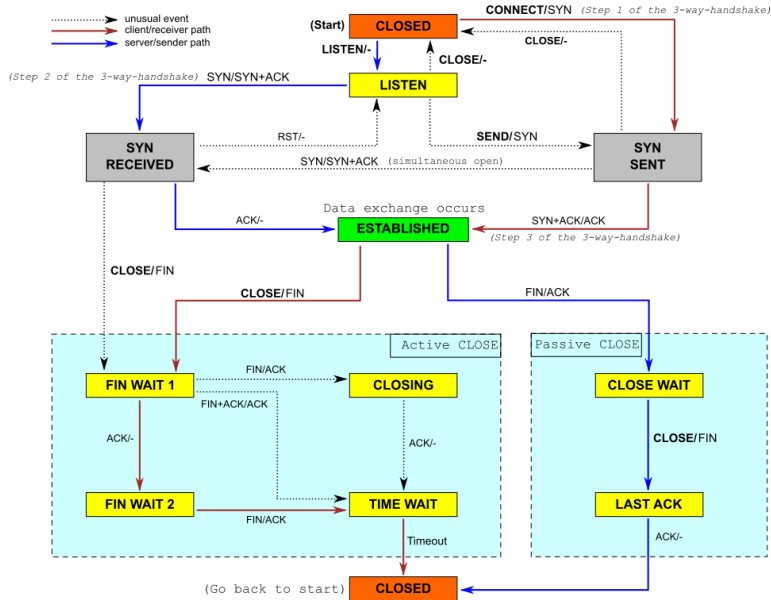 unusual event
client/receiver path
server/sender path
(Start)
CLOSED
CONNECT/SYN (Step 1 of the 3-way-handshake)
LISTEN/-
CLOSE/-
CLOSE/-
(Step 2 of the 3-way-handshake)
SYN/SYN+ACK
LISTEN
RST/-
SEND/SYN
SYN
RECEIVED
SYN
SENT
SYN/SYN+ACK (simultaneous open)
Data exchange occurs
ACK/-
ESTABLISHED
SYN+ACK/ACK
(Step 3 of the 3-way-handshake)
CLOSE/FIN
CLOSE/FIN
FIN/ACK
Active CLOSE
Passive CLOSE
FIN WAIT 1
FIN/ACK
CLOSING
CLOSE WAIT
FIN+ACK/ACK
ACK/-
ACK/-
CLOSE/FIN
FIN WAIT 2
FIN/ACK
TIME WAIT
LAST ACK
Timeout
ACK/-
(Go back to start)
CLOSED